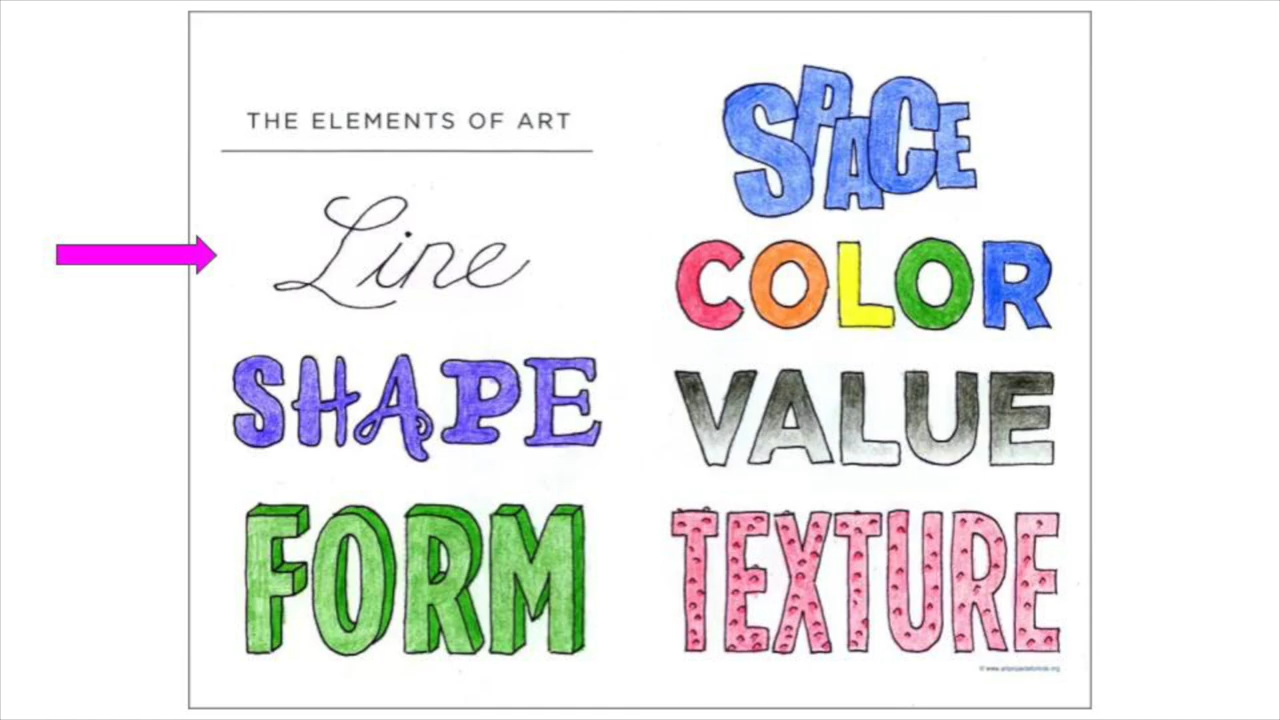 THE ELEMENTS OF ART
Line
SHAPE
FORM
SPACE
COLOR
VALUE
TEXTURE